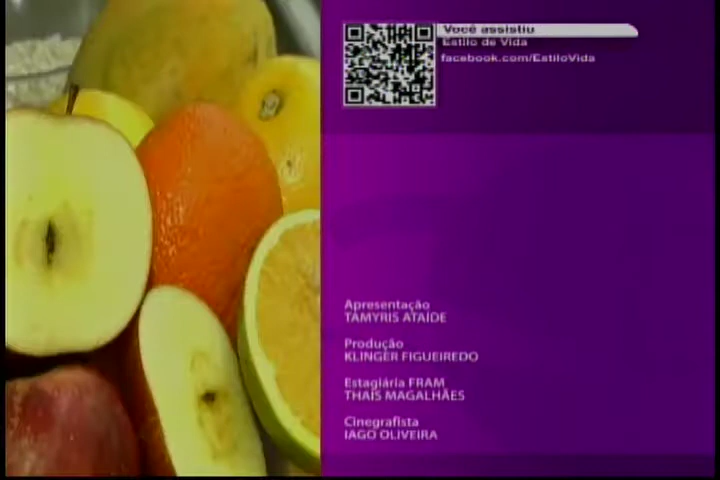 Você assistiu
Estilo de Vida
facebook.com/EstiloVida
Apresentação
TAMYRIS ATAIDE
Produção
KLINGER FIGUEIREDO
Estagiária FRAM
THAIS MAGALHÃES
Cinegrafista
IAGO OLIVEIRA